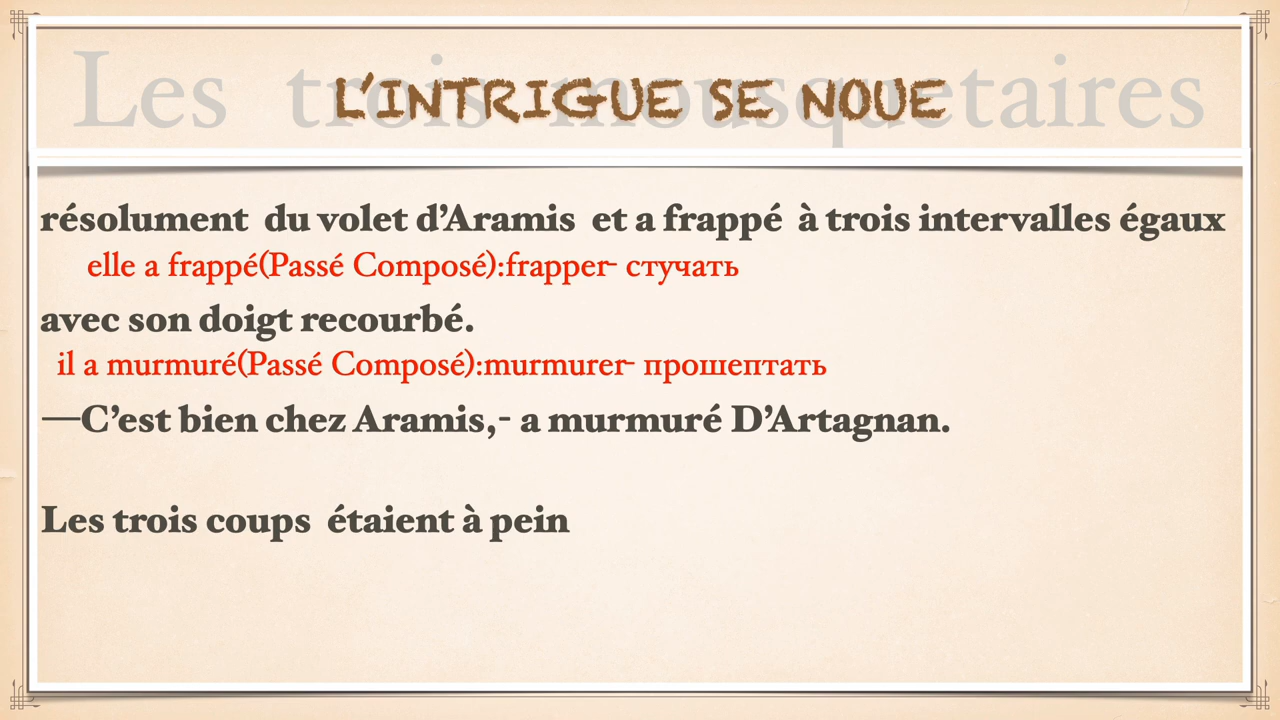 Les trois mousquetaires
L'INTRIGUE SE NOUE
résolument du volet d'Aramis et a frappé à trois intervalles égaux
elle a frappé(Passé Composé):frapper- стучать
avec son doigt recourbé.
il a murmuré(Passé Composé):murmurer- прошептать
—C'est bien chez Aramis,- a murmuré D'Artagnan.
Les trois coups étaient à pein